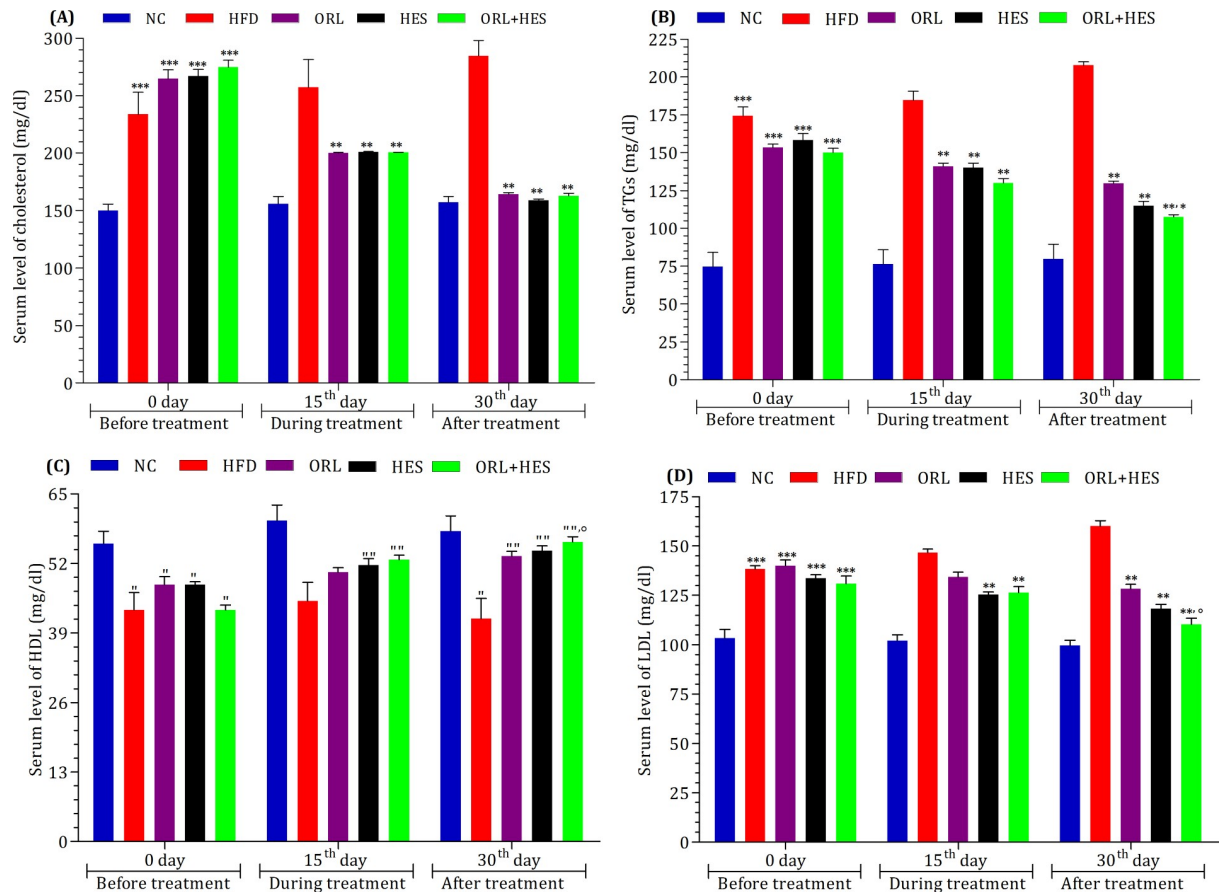 (A) NC HFD ORL HES ORL+HES
Serum level of cholesterol (mg/dl)
300
250
200
150
100
50
0
*** *** *** ***
** ** **
** ** **
0 day 15th day 30th day
Before treatment During treatment After treatment
(B) NC HFD ORL HES ORL+HES
Serum level of TGs (mg/dl)
225
200
175
150
125
100
75
50
25
0
*** *** *** ***
** ** **
** ** **,*
0 day 15th day 30th day
Before treatment During treatment After treatment
(C) NC HFD ORL HES ORL+HES
Serum level of HDL (mg/dl)
65
52
39
26
13
0
" " " "
"" ""
" "" "" "",o
0 day 15th day 30th day
Before treatment During treatment After treatment
(D) NC HFD ORL HES ORL+HES
Serum level of LDL (mg/dl)
175
150
125
100
75
50
25
0
*** *** *** ***
** **
** ** **,o
0 day 15th day 30th day
Before treatment During treatment After treatment